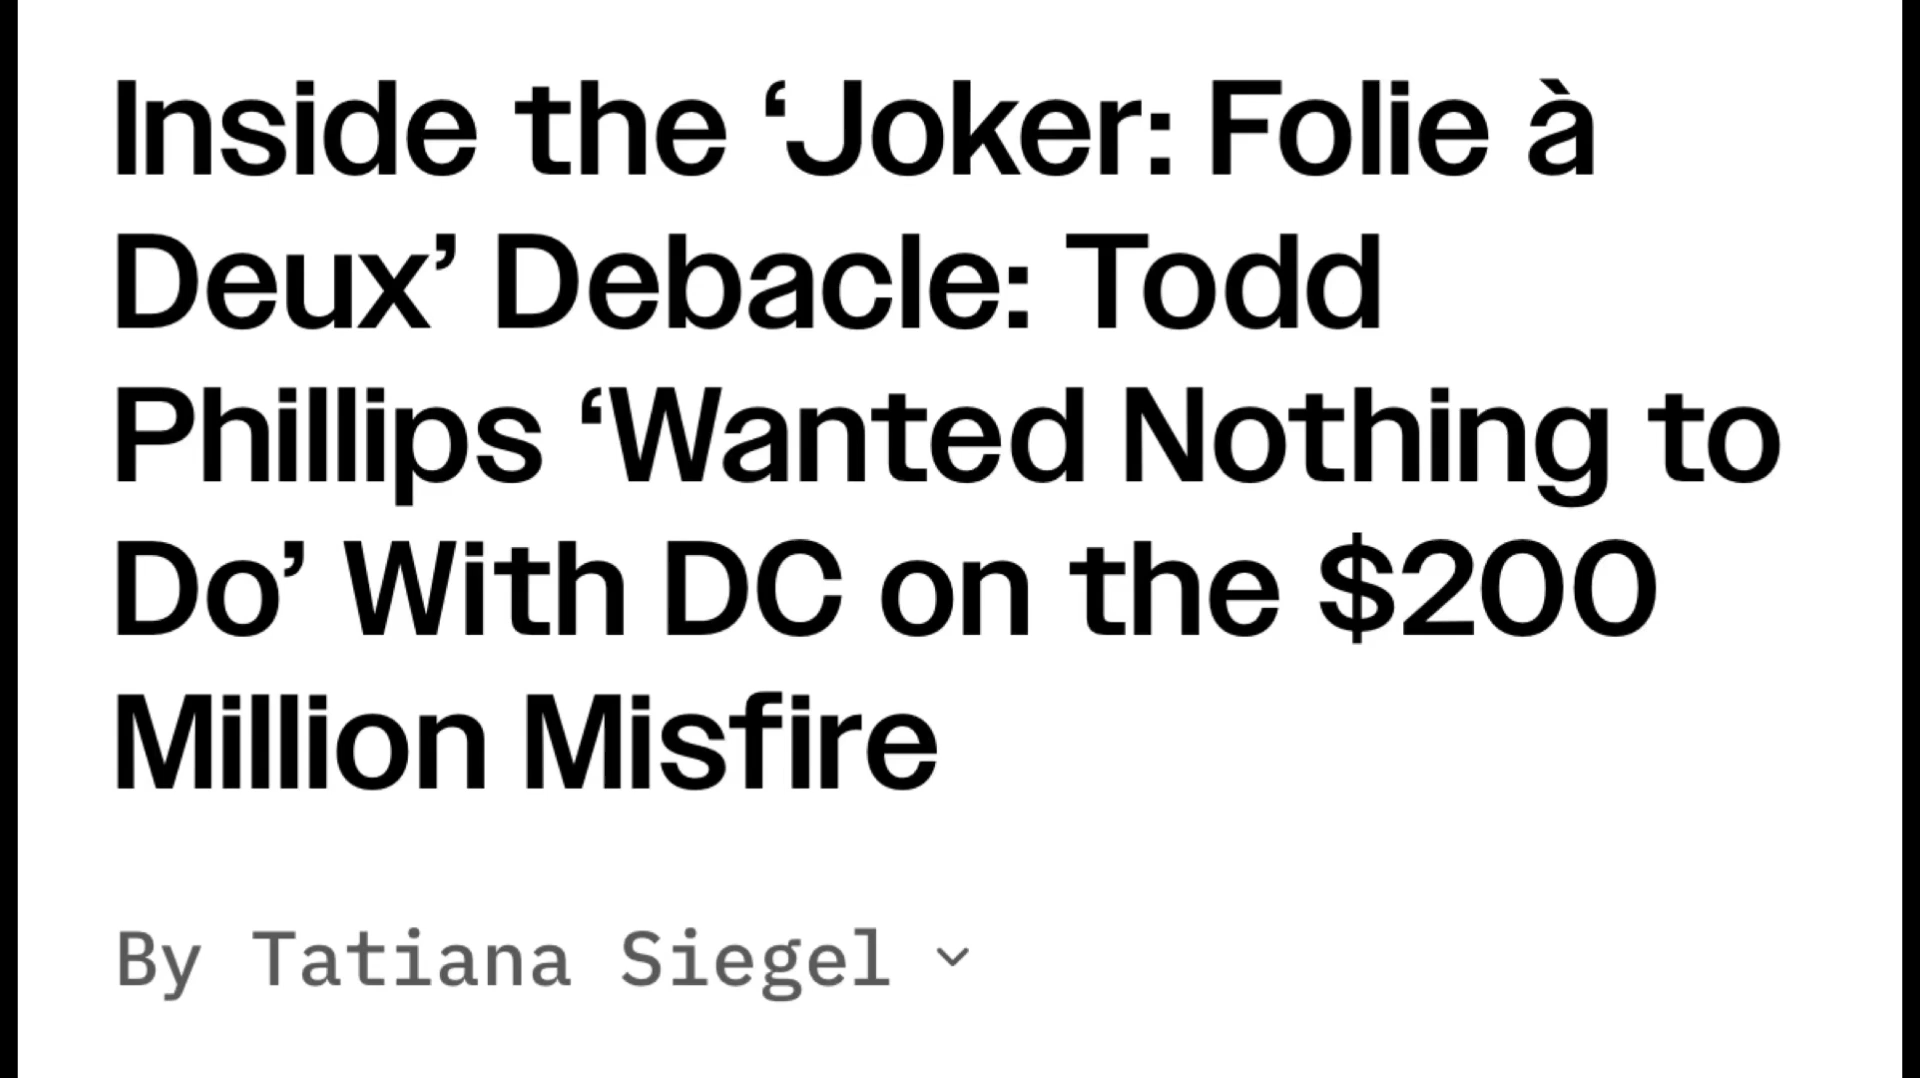 Inside the ‘Joker: Folie à
Deux’ Debacle: Todd
Phillips ‘Wanted Nothing to
Do’ With DC on the $200
Million Misfire
By Tatiana Siegel